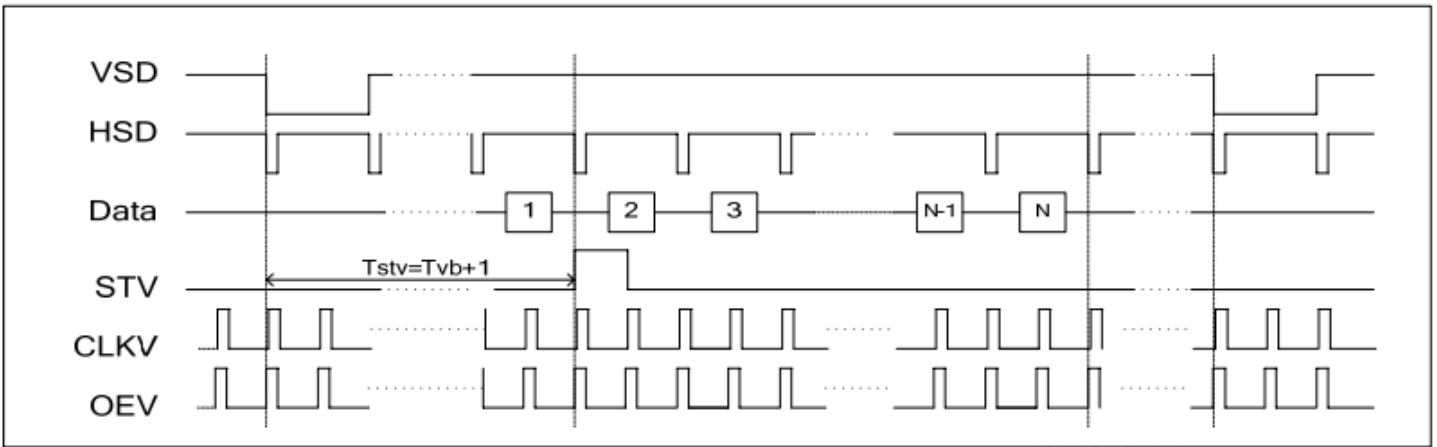 VSD
HSD
Data 1 2 3 N-1 N
Tstv=Tvb+1
STV
CLKV
OEV